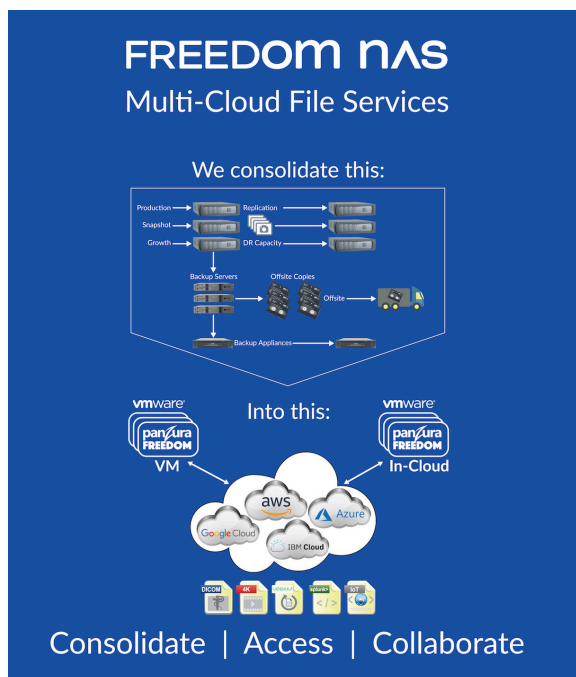 FREEDOM NAS
Multi-Cloud File Services
We consolidate this:
Production
Replication
Snapshot
Growth
DR Capacity
Backup Servers
Offsite Copies
Offsite
Backup Appliances
Into this:
vmware
panzura
FREEDOM
VM
vmware
panzura
FREEDOM
In-Cloud
aws
Azure
Google Cloud
IBM Cloud
DICOM
4K
splunk>
IoT
Consolidate | Access | Collaborate